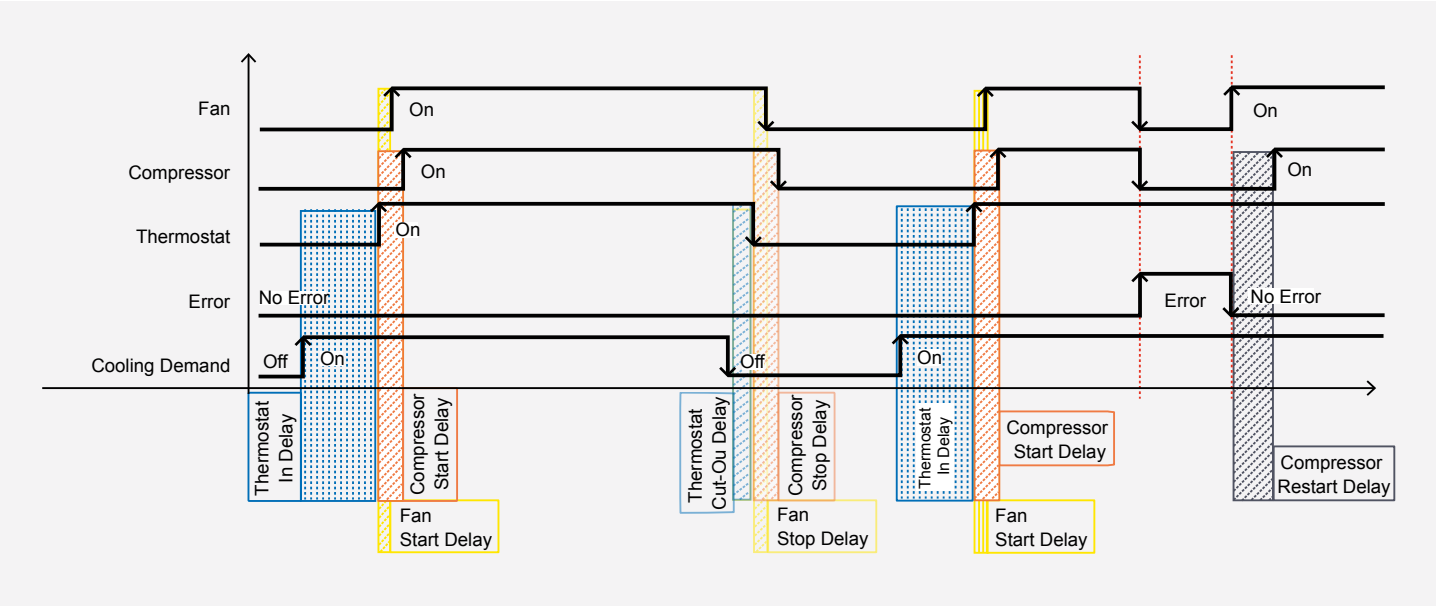 Fan
On
On
Compressor
On
On
Thermostat
On
Error
No Error
Error
No Error
Cooling Demand
Off
On
Off
On
Thermostat
In Delay
Compressor
Start Delay
Thermostat
Cut-Ou Delay
Compressor
Stop Delay
Thermostat
In Delay
Compressor
Start Delay
Compressor
Restart Delay
Fan
Start Delay
Fan
Stop Delay
Fan
Start Delay